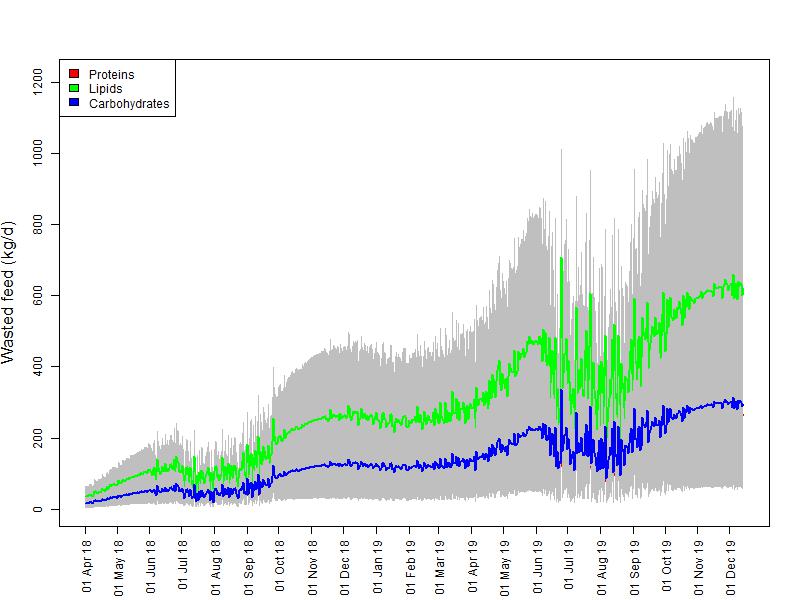 Proteins
Lipids
Carbohydrates
Wasted feed (kg/d)
1200
1000
800
600
400
200
0
01 Apr 18
01 May 18
01 Jun 18
01 Jul 18
01 Aug 18
01 Sep 18
01 Oct 18
01 Nov 18
01 Dec 18
01 Jan 19
01 Feb 19
01 Mar 19
01 Apr 19
01 May 19
01 Jun 19
01 Jul 19
01 Aug 19
01 Sep 19
01 Oct 19
01 Nov 19
01 Dec 19